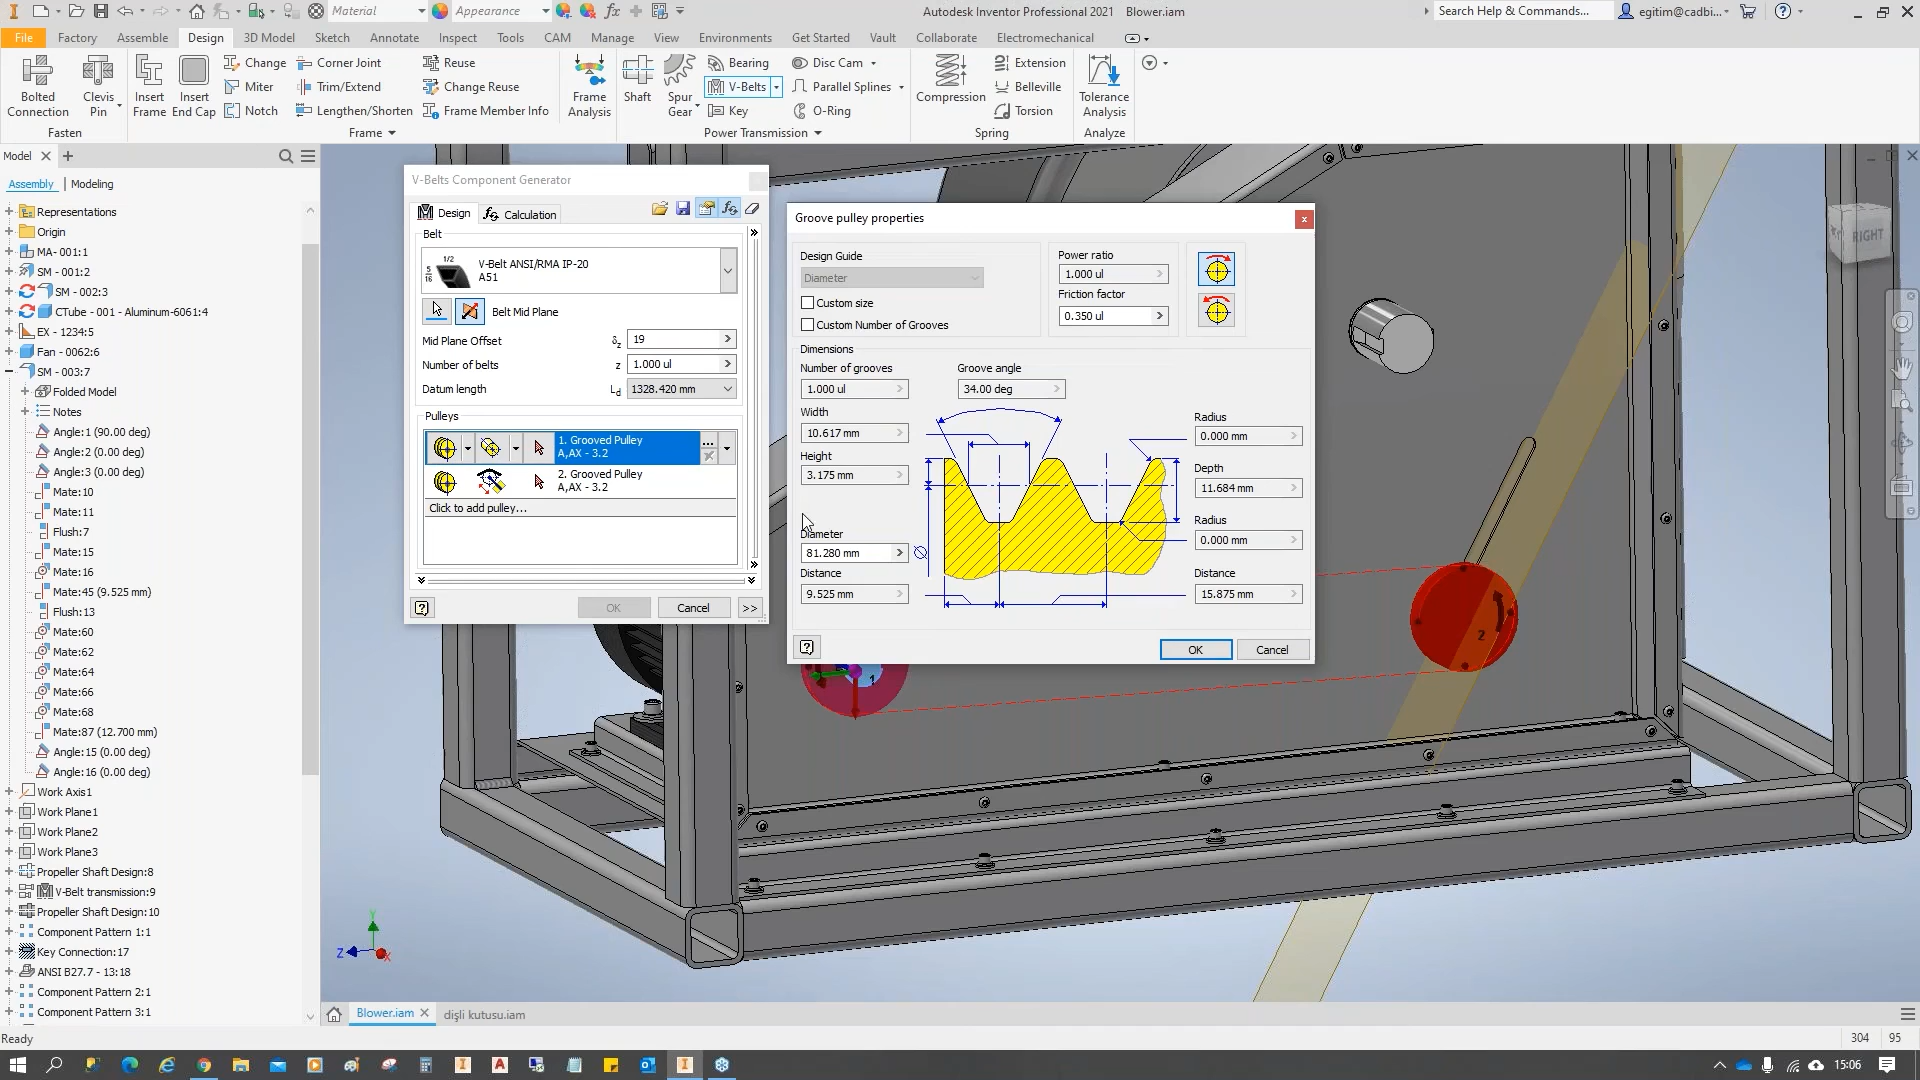 Material
Appearance
Autodesk Inventor Professional 2021 Blower.iam
Search Help & Commands...
egitim@cadbi...
File
Factory
Assemble
Design
3D Model
Sketch
Annotate
Inspect
Tools
CAM
Manage
View
Environments
Get Started
Vault
Collaborate
Electromechanical
Bolted Connection
Clevis Pin
Insert Frame
Insert End Cap
Change
Miter
Notch
Corner Joint
Trim/Extend
Lengthen/Shorten
Reuse
Change Reuse
Frame Member Info
Frame Analysis
Shaft
Spur Gear
Bearing
V-Belts
Key
Disc Cam
Parallel Splines
O-Ring
Compression
Extension
Belleville
Torsion
Tolerance Analysis
Fasten
Frame
Power Transmission
Spring
Analyze
Model
Assembly
Modeling
Representations
Origin
MA- 001:1
SM - 001:2
SM - 002:3
CTube - 001 - Aluminum-6061:4
EX - 1234:5
Fan - 0062:6
SM - 003:7
Folded Model
Notes
Angle:1 (90.00 deg)
Angle:2 (0.00 deg)
Angle:3 (0.00 deg)
Mate:10
Mate:11
Flush:7
Mate:15
Mate:16
Mate:45 (9.525 mm)
Flush:13
Mate:60
Mate:62
Mate:64
Mate:66
Mate:68
Mate:87 (12.700 mm)
Angle:15 (0.00 deg)
Angle:16 (0.00 deg)
Work Axis1
Work Plane1
Work Plane2
Work Plane3
Propeller Shaft Design:8
V-Belt transmission:9
Propeller Shaft Design:10
Component Pattern 1:1
Key Connection:17
ANSI B27.7 - 13:18
Component Pattern 2:1
Component Pattern 3:1
V-Belts Component Generator
Design
Calculation
Belt
1/2
5
16
V-Belt ANSI/RMA IP-20
A51
Belt Mid Plane
Mid Plane Offset
δz
19
Number of belts
z
1.000 ul
Datum length
Ld
1328.420 mm
Pulleys
1. Grooved Pulley
A,AX - 3.2
2. Grooved Pulley
A,AX - 3.2
Click to add pulley...
OK
Cancel
>>
Groove pulley properties
Design Guide
Diameter
Custom size
Custom Number of Grooves
Power ratio
1.000 ul
Friction factor
0.350 ul
Dimensions
Number of grooves
1.000 ul
Groove angle
34.00 deg
Width
10.617 mm
Height
3.175 mm
Diameter
81.280 mm
Distance
9.525 mm
Radius
0.000 mm
Depth
11.684 mm
Radius
0.000 mm
Distance
15.875 mm
OK
Cancel
RIGHT
1
2
Y
Z
X
Blower.iam
dişli kutusu.iam
Ready
304
95
15:06